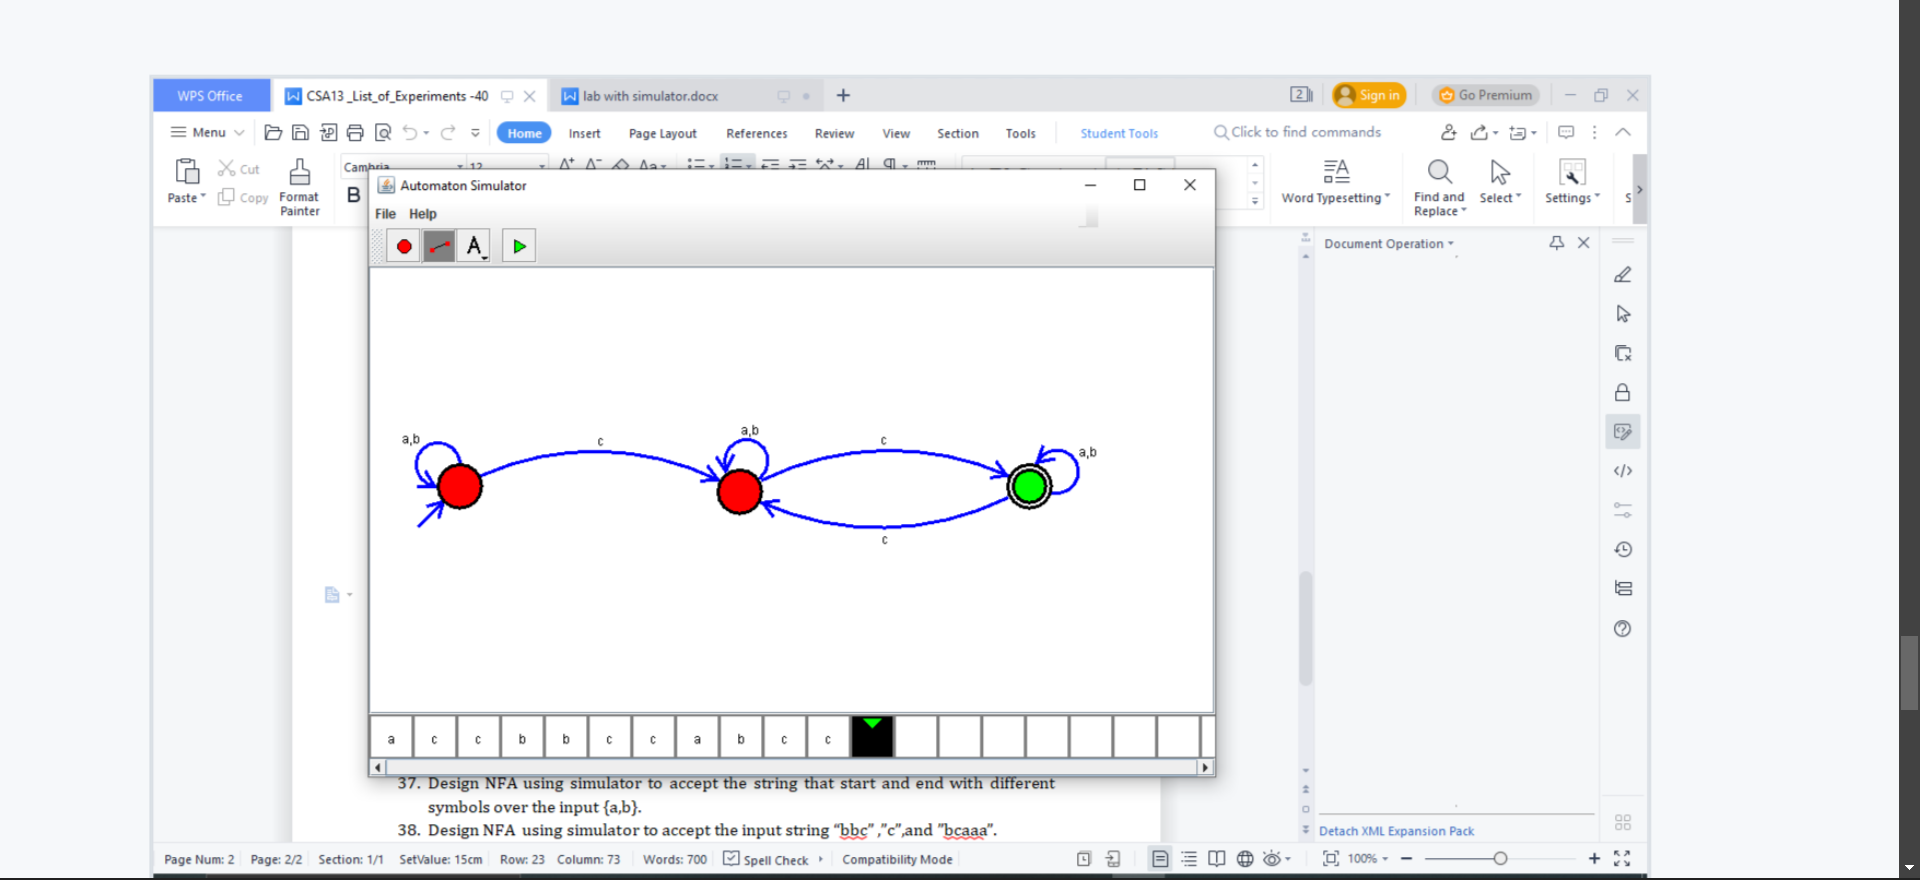 WPS Office CSA13 _List_of_Experiments -40 lab with simulator.docx + 2 Sign in Go Premium
Menu Home Insert Page Layout References Review View Section Tools Student Tools Click to find commands
Paste Cut Copy Format Painter Cambria 12 B Word Typesetting Find and Replace Select Settings S
Automaton Simulator
File Help
A
Document Operation
a,b c a,b c a,b
c
a c c b b c c a b c c
37. Design NFA using simulator to accept the string that start and end with different
symbols over the input {a,b}.
38. Design NFA using simulator to accept the input string “bbc” ,”c”,and ”bcaaa”.
Detach XML Expansion Pack
Page Num: 2 Page: 2/2 Section: 1/1 SetValue: 15cm Row: 23 Column: 73 Words: 700 Spell Check Compatibility Mode 100%